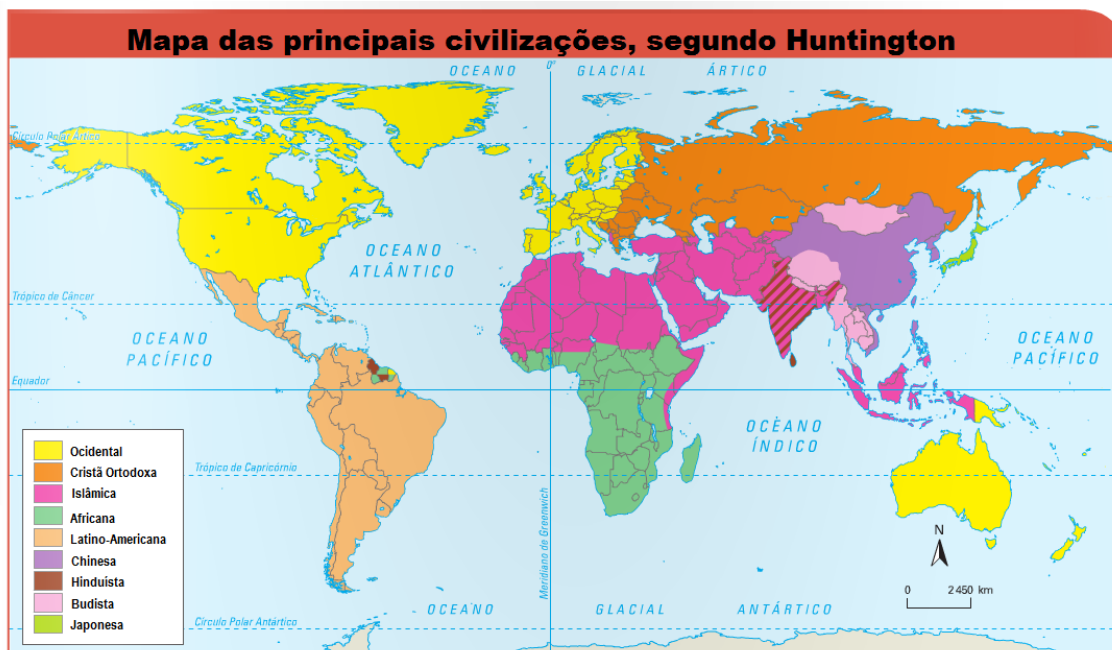 Mapa das principais civilizações, segundo Huntington
OCEANO GLACIAL ÁRTICO
0°
Círculo Polar Ártico
OCEANO
ATLÂNTICO
Trópico de Câncer
OCEANO
PACÍFICO
OCEANO
PACÍFICO
Equador
OCEANO
ÍNDICO
Ocidental
Cristã Ortodoxa
Islâmica
Africana
Latino-Americana
Chinesa
Hinduísta
Budista
Japonesa
Trópico de Capricórnio
Meridiano de Greenwich
N
0 2 450 km
OCEANO GLACIAL ANTÁRTICO
Círculo Polar Antártico